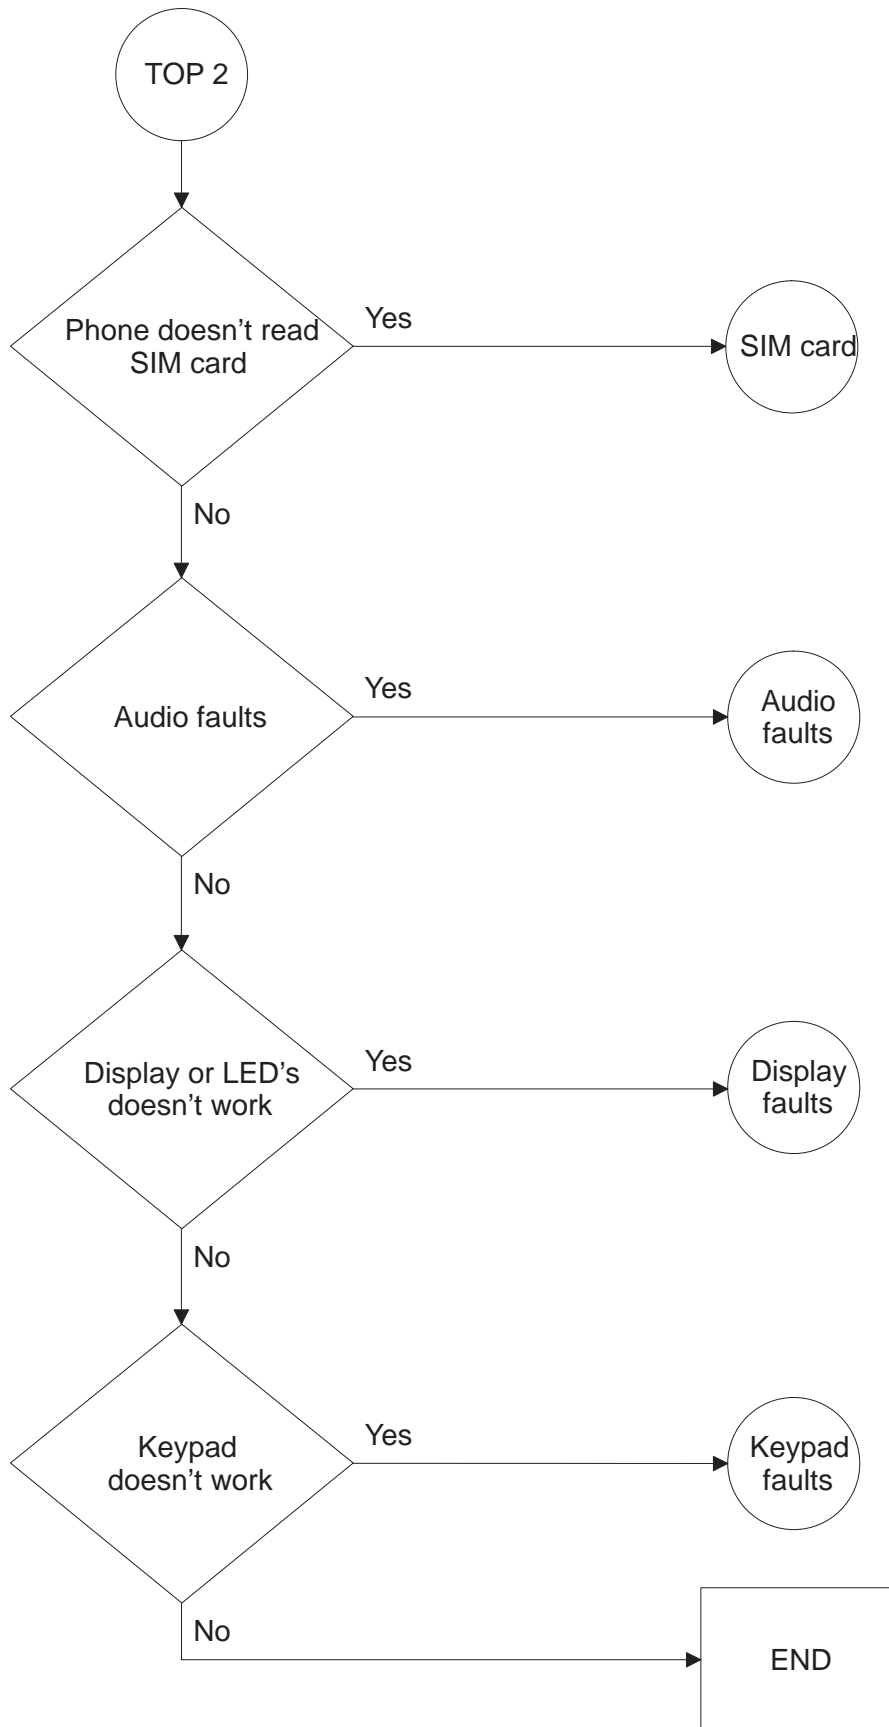 TOP 2
Phone doesn’t read
SIM card
Yes
SIM card
No
Audio faults
Yes
Audio
faults
No
Display or LED’s
doesn’t work
Yes
Display
faults
No
Keypad
doesn’t work
Yes
Keypad
faults
No
END